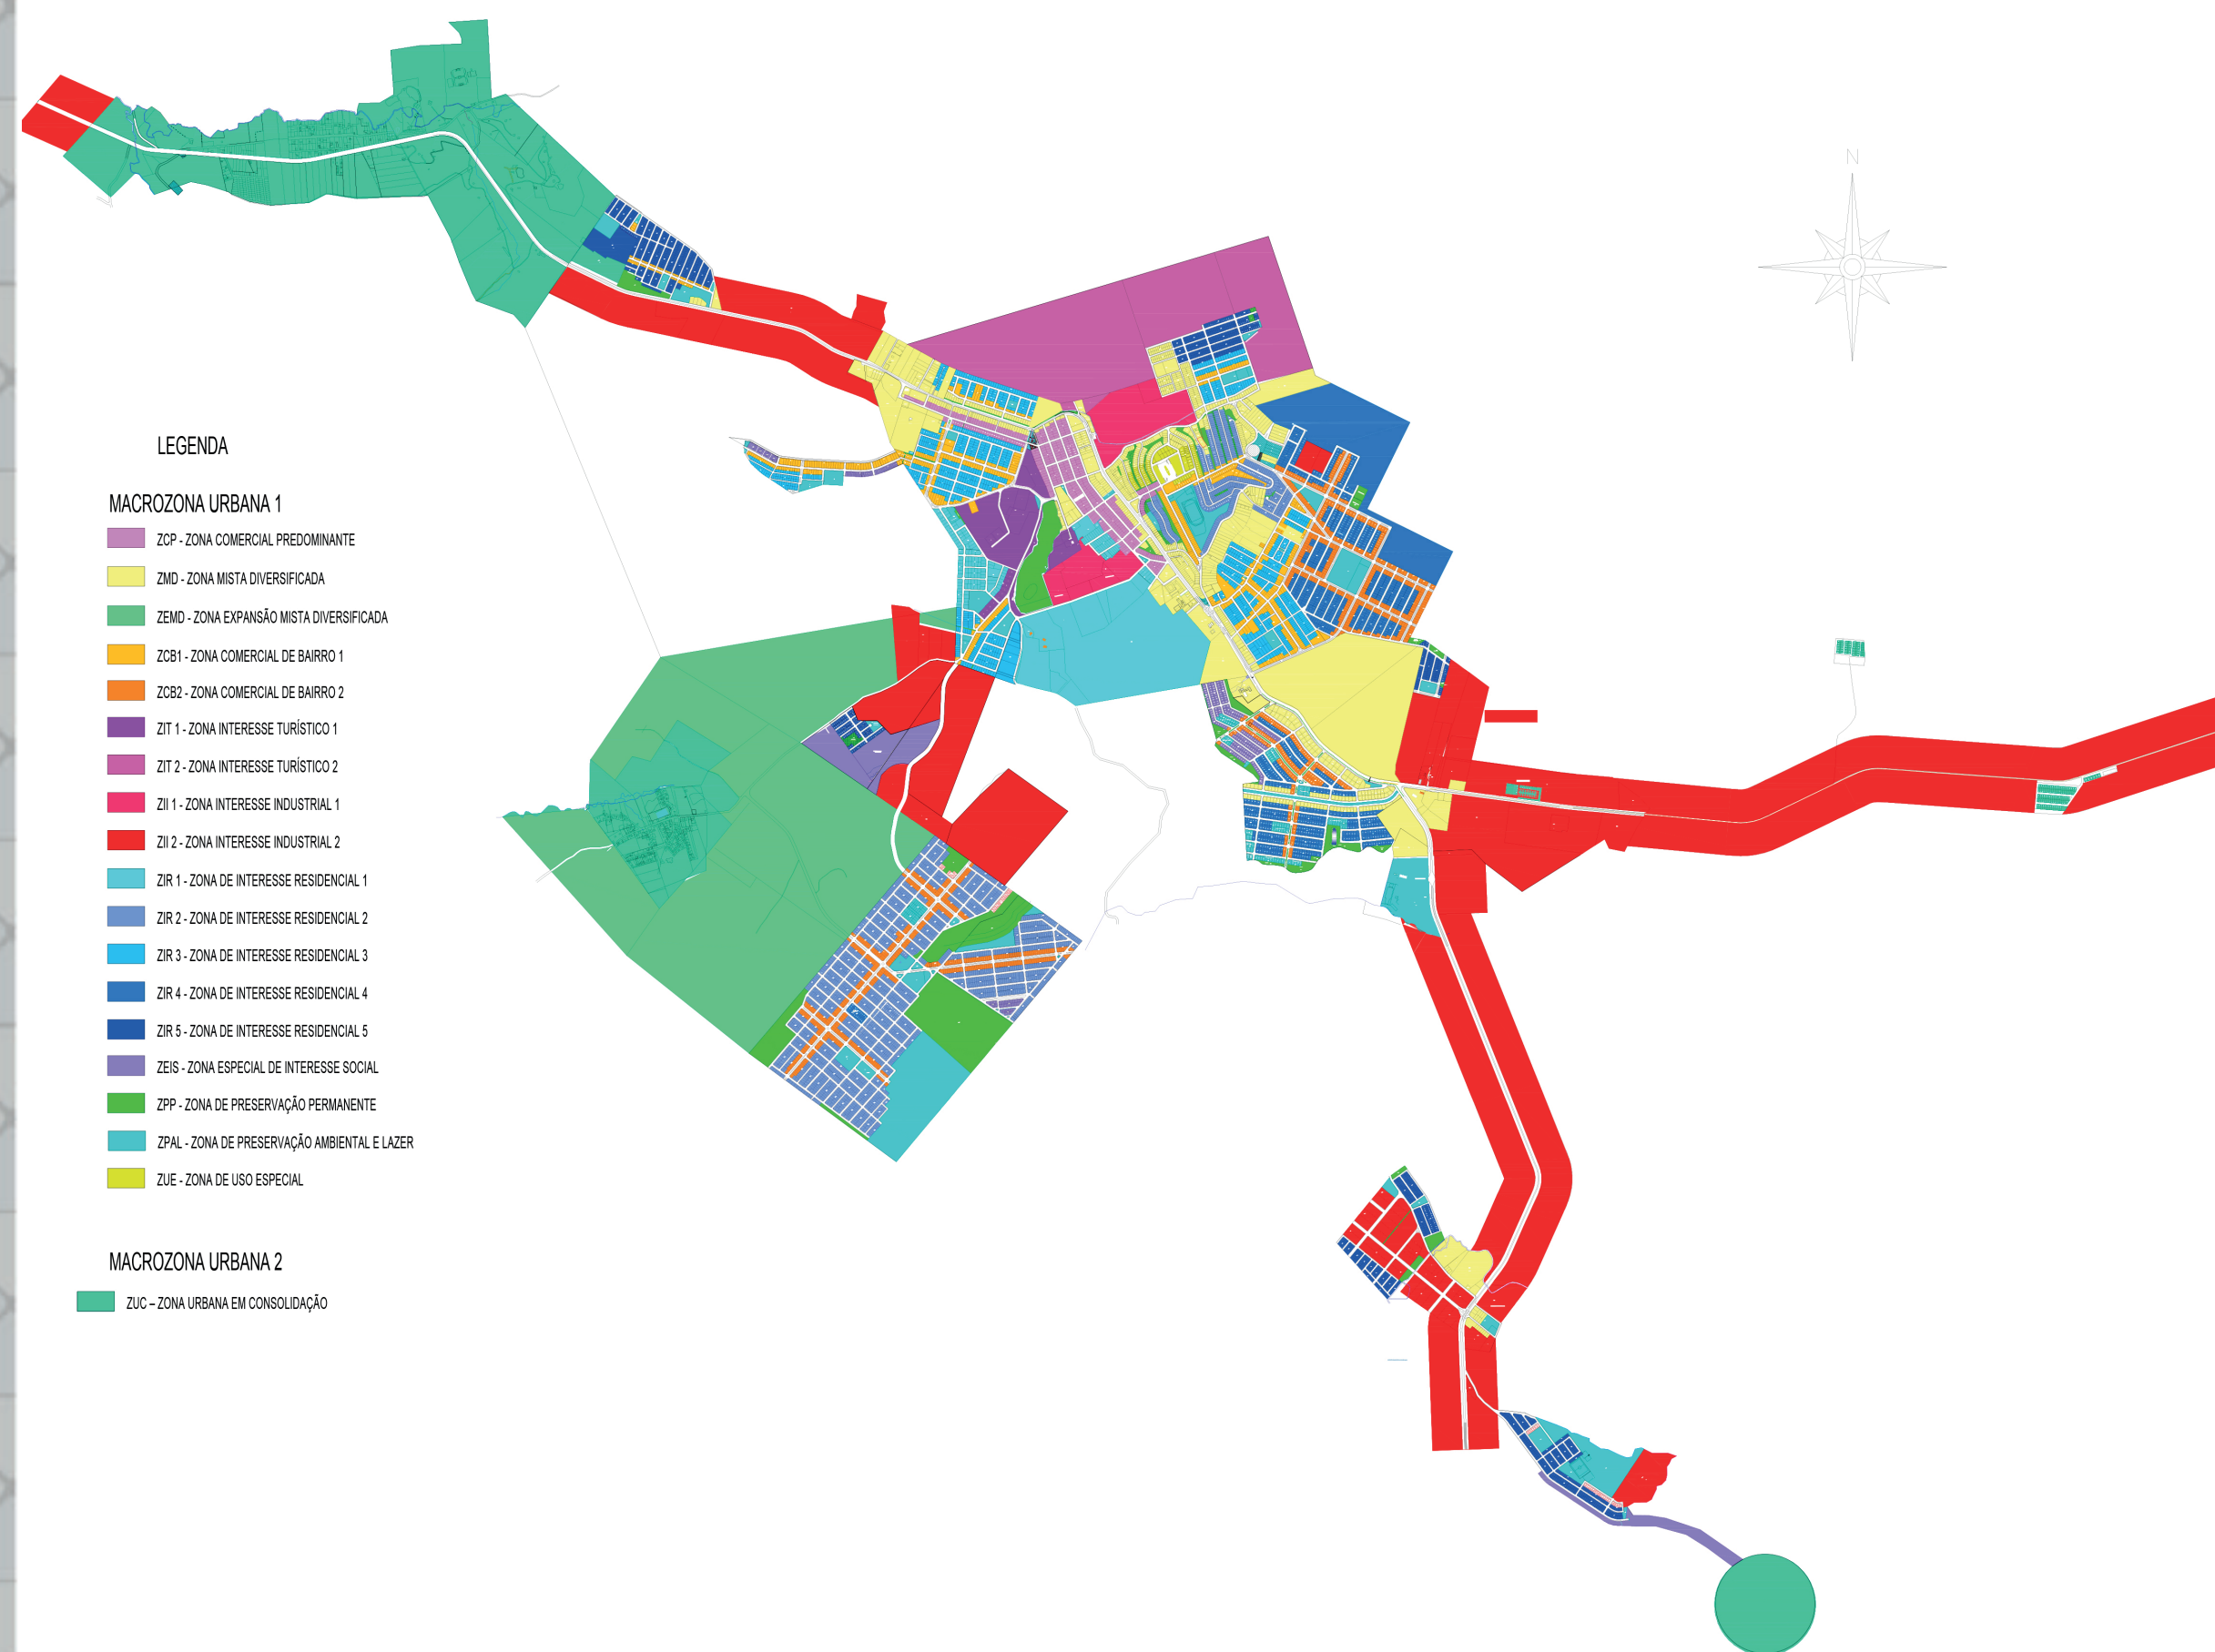 N
LEGENDA
MACROZONA URBANA 1
ZCP - ZONA COMERCIAL PREDOMINANTE
ZMD - ZONA MISTA DIVERSIFICADA
ZEMD - ZONA EXPANSÃO MISTA DIVERSIFICADA
ZCB1 - ZONA COMERCIAL DE BAIRRO 1
ZCB2 - ZONA COMERCIAL DE BAIRRO 2
ZIT 1 - ZONA INTERESSE TURÍSTICO 1
ZIT 2 - ZONA INTERESSE TURÍSTICO 2
ZII 1 - ZONA INTERESSE INDUSTRIAL 1
ZII 2 - ZONA INTERESSE INDUSTRIAL 2
ZIR 1 - ZONA DE INTERESSE RESIDENCIAL 1
ZIR 2 - ZONA DE INTERESSE RESIDENCIAL 2
ZIR 3 - ZONA DE INTERESSE RESIDENCIAL 3
ZIR 4 - ZONA DE INTERESSE RESIDENCIAL 4
ZIR 5 - ZONA DE INTERESSE RESIDENCIAL 5
ZEIS - ZONA ESPECIAL DE INTERESSE SOCIAL
ZPP - ZONA DE PRESERVAÇÃO PERMANENTE
ZPAL - ZONA DE PRESERVAÇÃO AMBIENTAL E LAZER
ZUE - ZONA DE USO ESPECIAL
MACROZONA URBANA 2
ZUC – ZONA URBANA EM CONSOLIDAÇÃO